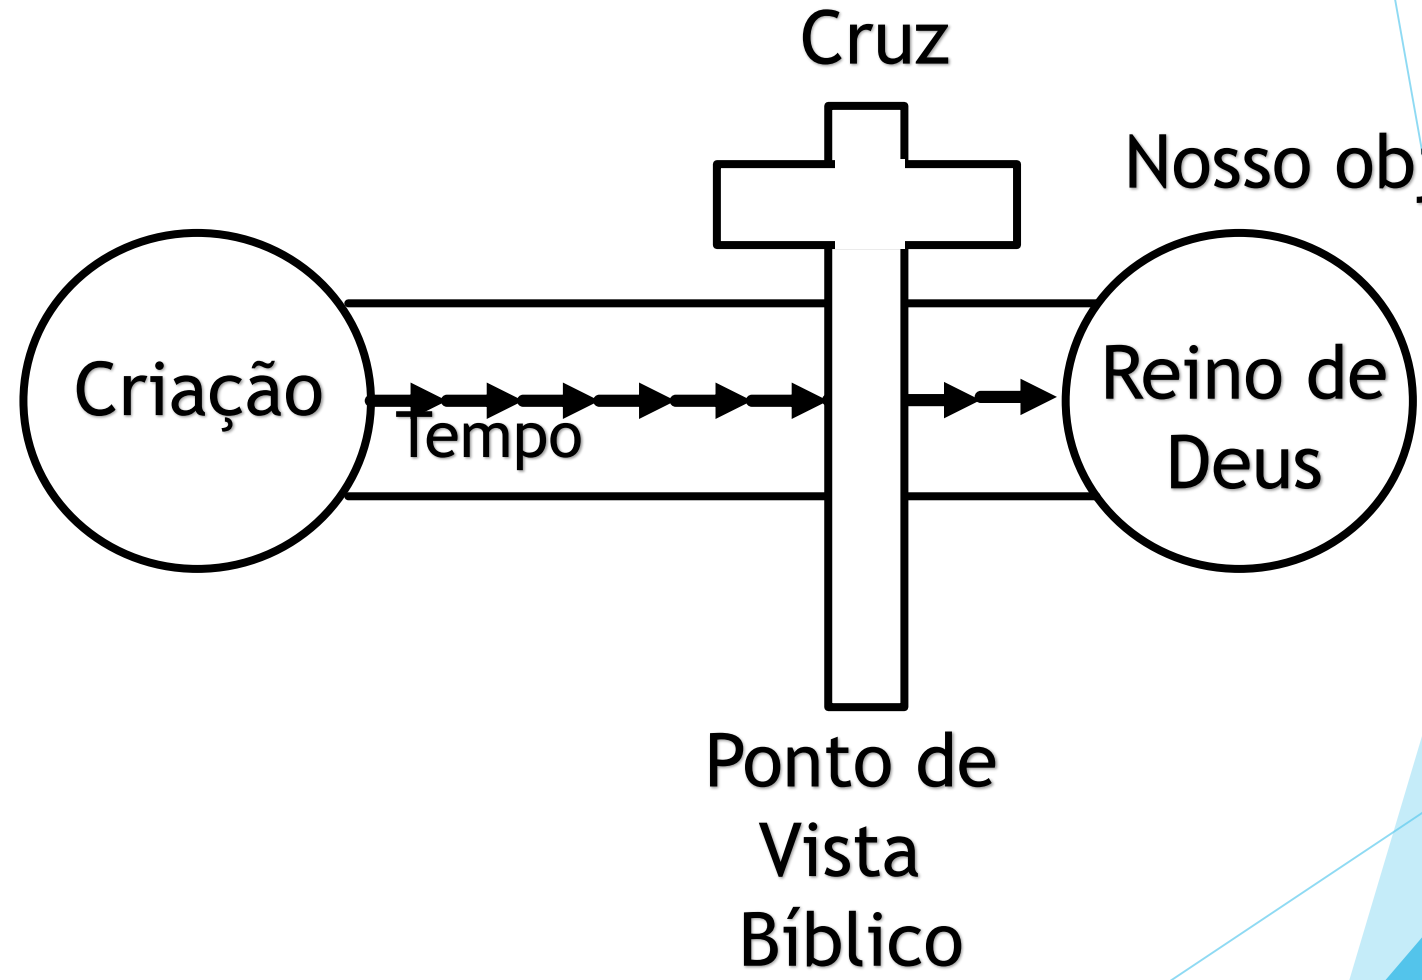 Cruz
Nosso
Criação
Tempo
Reino de
Deus
Ponto de
Vista
Bíblico